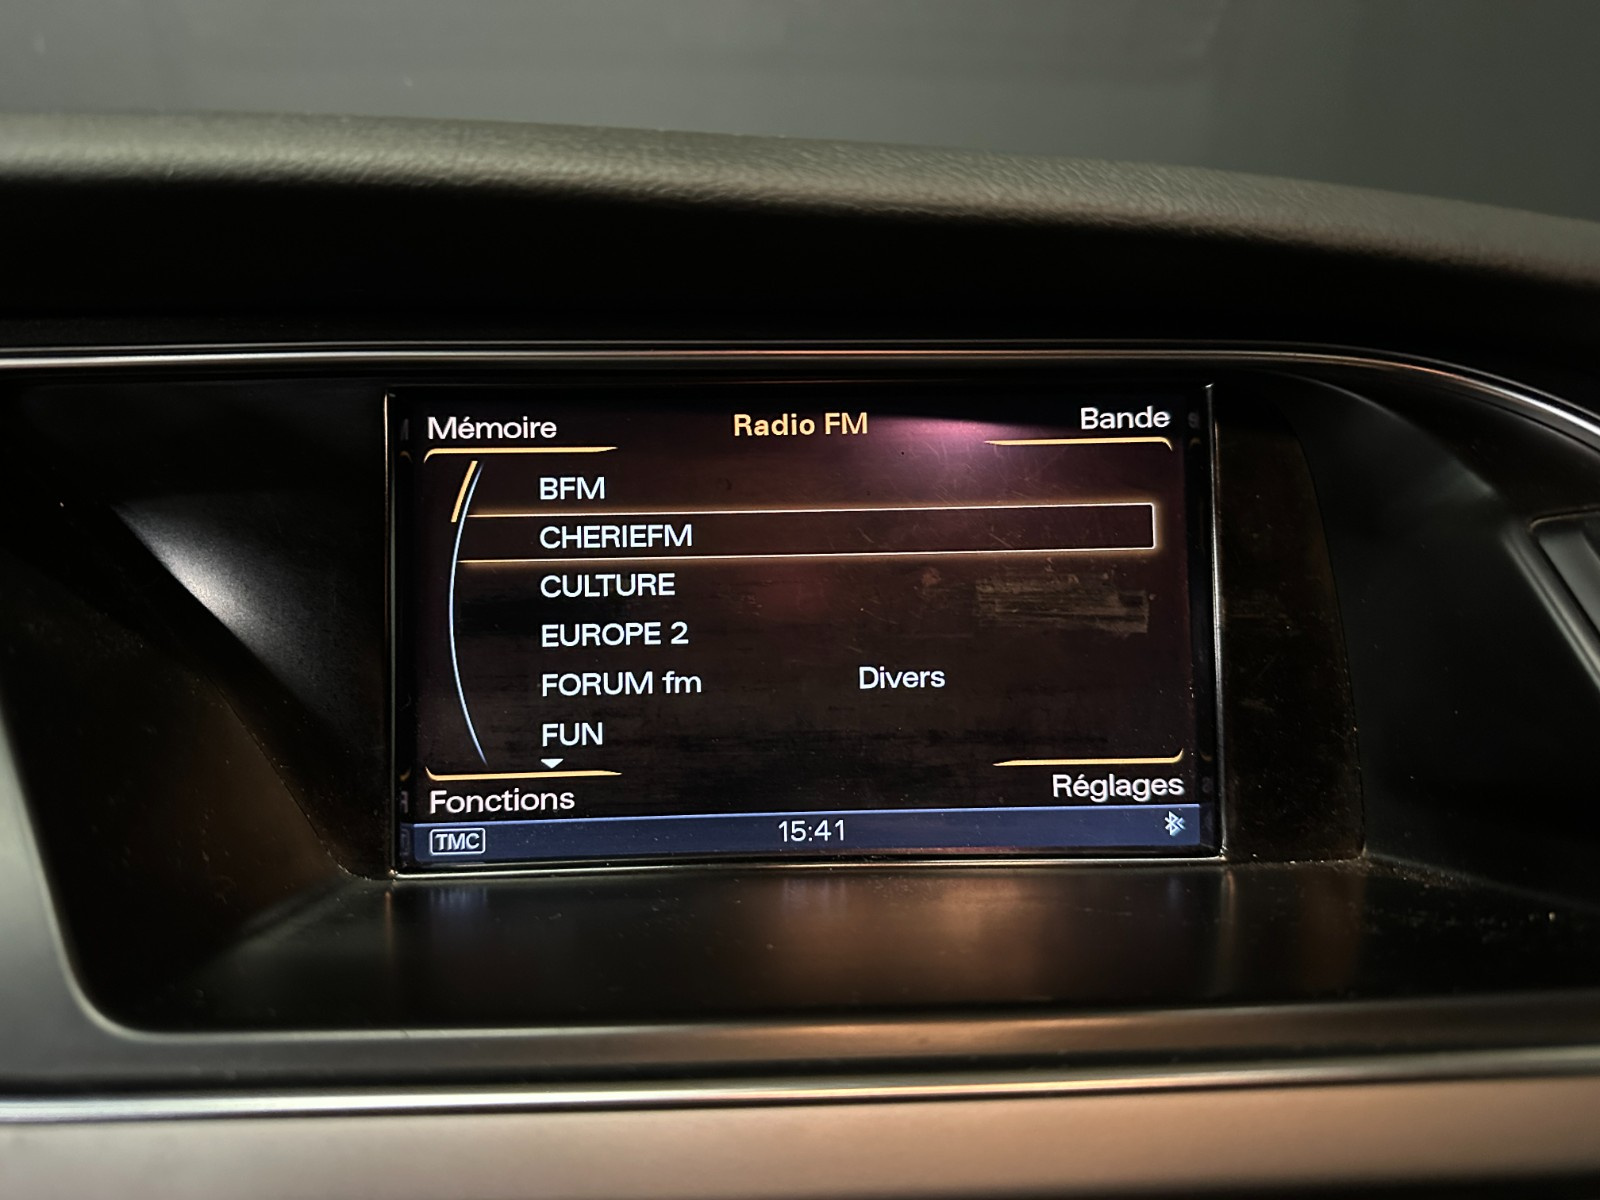 Mémoire Radio FM Bande
BFM
CHERIEFM
CULTURE
EUROPE 2
FORUM fm Divers
FUN
Fonctions Réglages
TMC 15:41